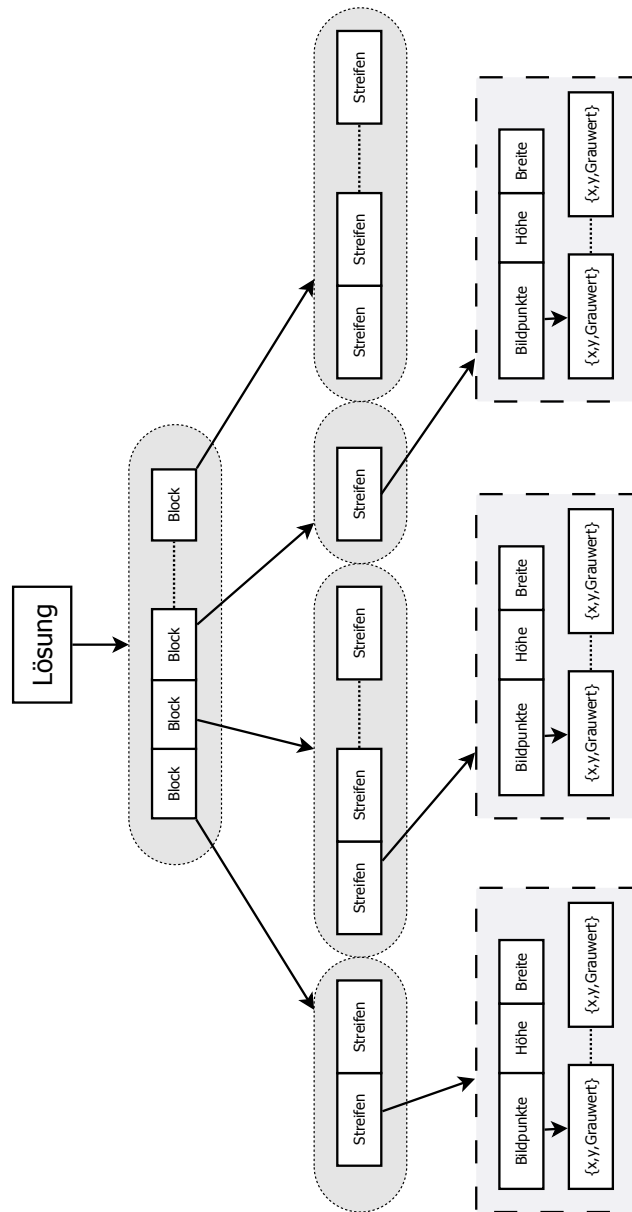 Lösung
Block
Block
Block
Block
Streifen
Streifen
Streifen
Streifen
Streifen
Streifen
Streifen
Streifen
Streifen
Bildpunkte
Höhe
Breite
{x,y,Grauwert}
{x,y,Grauwert}
Bildpunkte
Höhe
Breite
{x,y,Grauwert}
{x,y,Grauwert}
Bildpunkte
Höhe
Breite
{x,y,Grauwert}
{x,y,Grauwert}